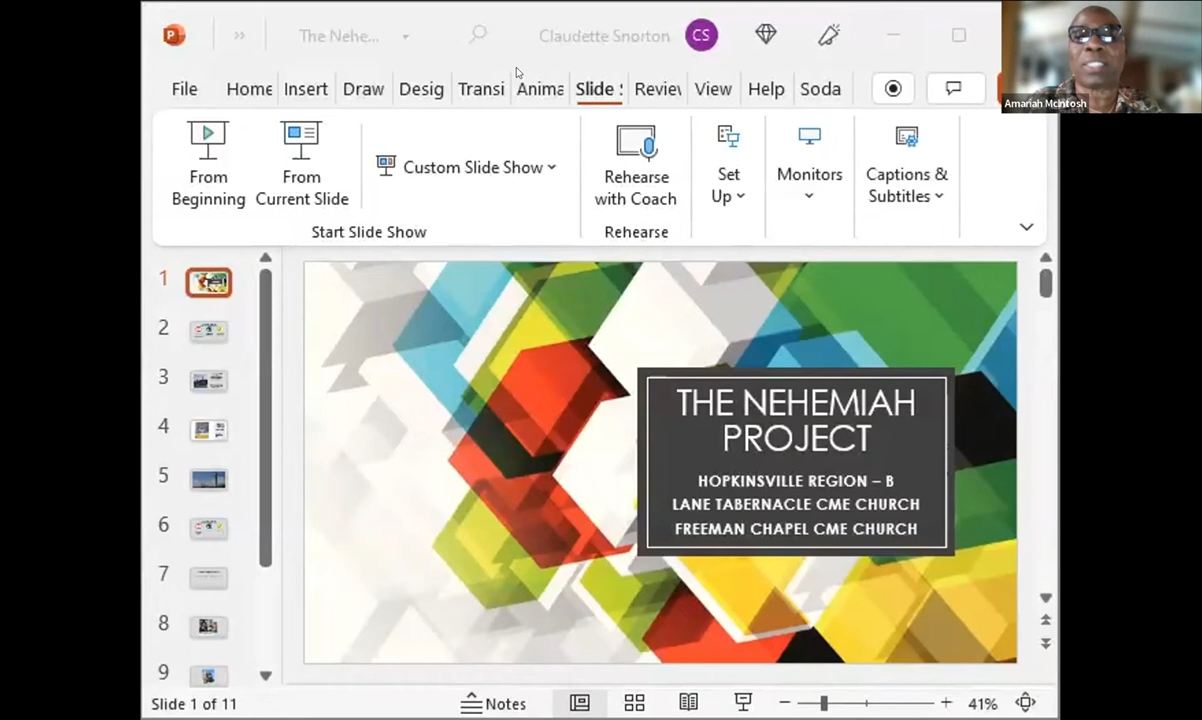 The Nehe...
Claudette Snorton
CS
Amariah McIntosh
File Home Insert Draw Desig Transi Anima Slide Review View Help Soda
From Beginning
From Current Slide
Custom Slide Show
Rehearse with Coach
Set Up
Monitors
Captions & Subtitles
Start Slide Show
Rehearse
1
2
3
4
5
6
7
8
9
THE NEHEMIAH
PROJECT
HOPKINSVILLE REGION – B
LANE TABERNACLE CME CHURCH
FREEMAN CHAPEL CME CHURCH
Slide 1 of 11
Notes
41%